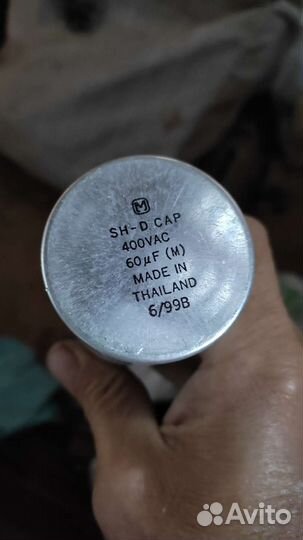 M
SH-D CAP
400VAC
60µF (M)
MADE IN
THAILAND
6/99B
Avito